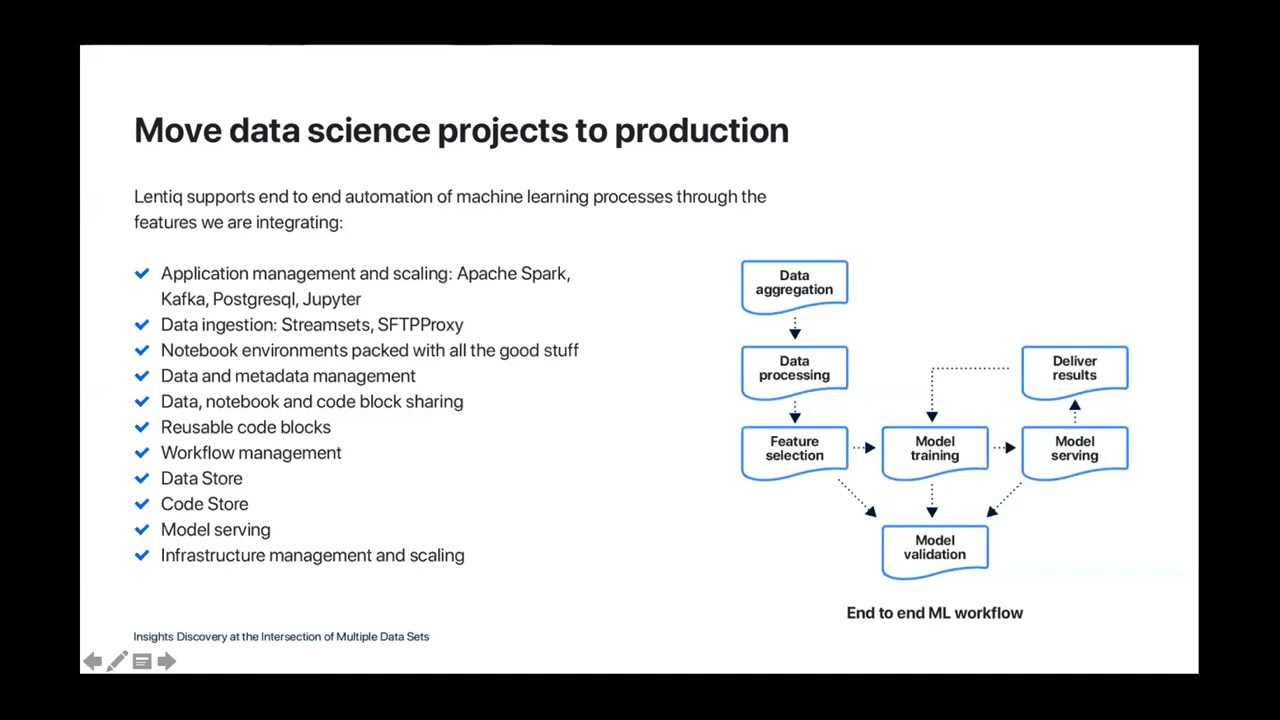 Move data science projects to production
Lentiq supports end to end automation of machine learning processes through the
features we are integrating:
Application management and scaling: Apache Spark,
Kafka, Postgresql, Jupyter
Data ingestion: Streamsets, SFTPProxy
Notebook environments packed with all the good stuff
Data and metadata management
Data, notebook and code block sharing
Reusable code blocks
Workflow management
Data Store
Code Store
Model serving
Infrastructure management and scaling
Data
aggregation
Data
processing
Deliver
results
Feature
selection
Model
training
Model
serving
Model
validation
End to end ML workflow
Insights Discovery at the Intersection of Multiple Data Sets